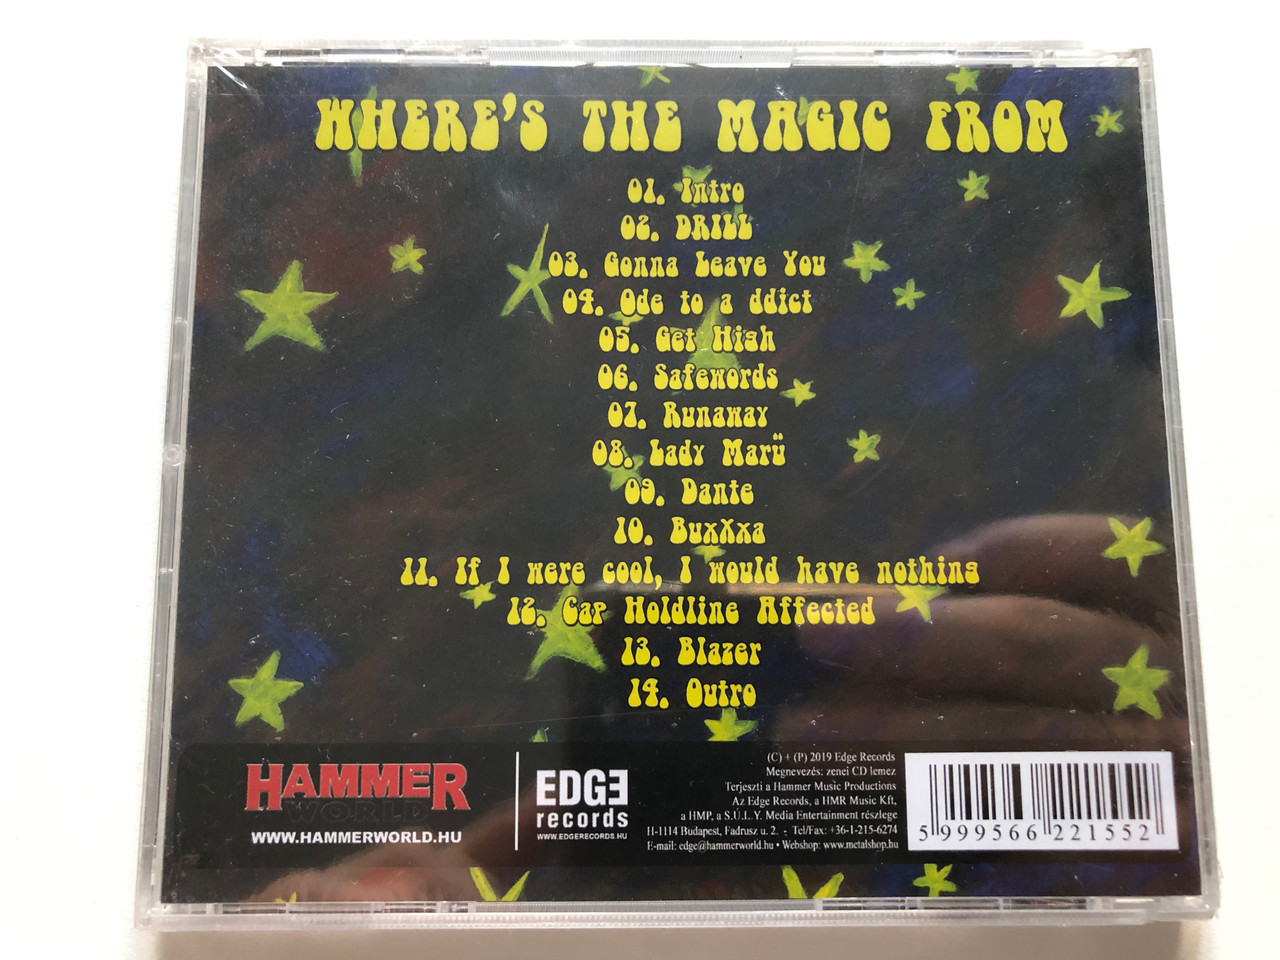 WHERE'S THE MAGIC FROM
01. Intro
02. DRILL
03. Gonna Leave You
04. Ode to a ddict
05. Get High
06. Safewords
07. Runaway
08. Lady Marü
09. Dante
10. BuxXxa
11. If I were cool, I would have nothing
12. Cap Holdline Affected
13. Blazer
14. Outro
HAMMER
WORLD
WWW.HAMMERWORLD.HU
EDGE
records
WWW.EDGERECORDS.HU
(C) + (P) 2019 Edge Records
Megnevezés: zenei CD lemez
Terjeszti a Hammer Music Productions
Az Edge Records, a HMR Music Kft,
a HMP, a S.Ú.L.Y. Media Entertainment részlege
H-1114 Budapest, Fadrusz u. 2. - Tel/Fax: +36-1-215-6274
E-mail: edge@hammerworld.hu • Webshop: www.metalshop.hu
5 999566 221552